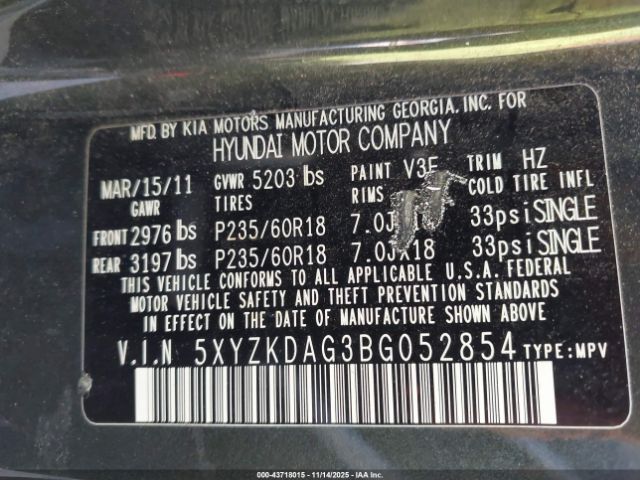 MFD. BY KIA MOTORS MANUFACTURING GEORGIA, INC. FOR
HYUNDAI MOTOR COMPANY
MAR/15/11 GVWR 5203 lbs PAINT TRIM HZ
GAWR TIRES RIMS COLD TIRE INFL
FRONT 2976 lbs P235/60R18 7.0J 33psi SINGLE
REAR 3197 lbs P235/60R18 7.0JX18 33psi SINGLE
THIS VEHICLE CONFORMS TO ALL APPLICABLE U.S.A. FEDERAL
MOTOR VEHICLE SAFETY AND THEFT PREVENTION STANDARDS
IN EFFECT ON THE DATE OF MANUFACTURE SHOWN ABOVE
V.I.N 5XYZKDAG3BG052854 TYPE:MPV
000-43718015 - 11/14/2025 - IAA Inc.